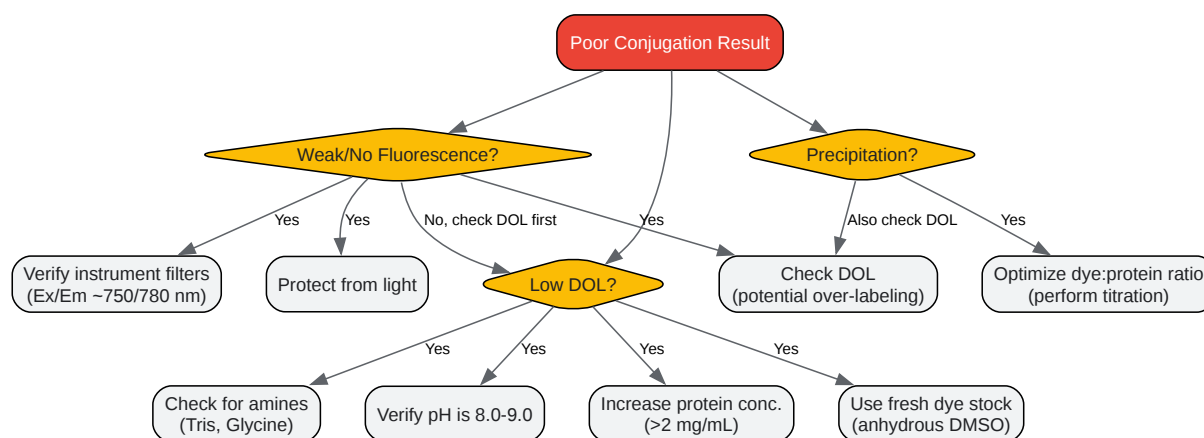 Poor Conjugation Result
Weak/No Fluorescence?
Precipitation?
Yes
Yes
No, check DOL first
Yes
Also check DOL
Yes
Verify instrument filters
(Ex/Em ~750/780 nm)
Protect from light
Low DOL?
Check DOL
(potential over-labeling)
Optimize dye:protein ratio
(perform titration)
Yes
Yes
Yes
Yes
Check for amines
(Tris, Glycine)
Verify pH is 8.0-9.0
Increase protein conc.
(>2 mg/mL)
Use fresh dye stock
(anhydrous DMSO)